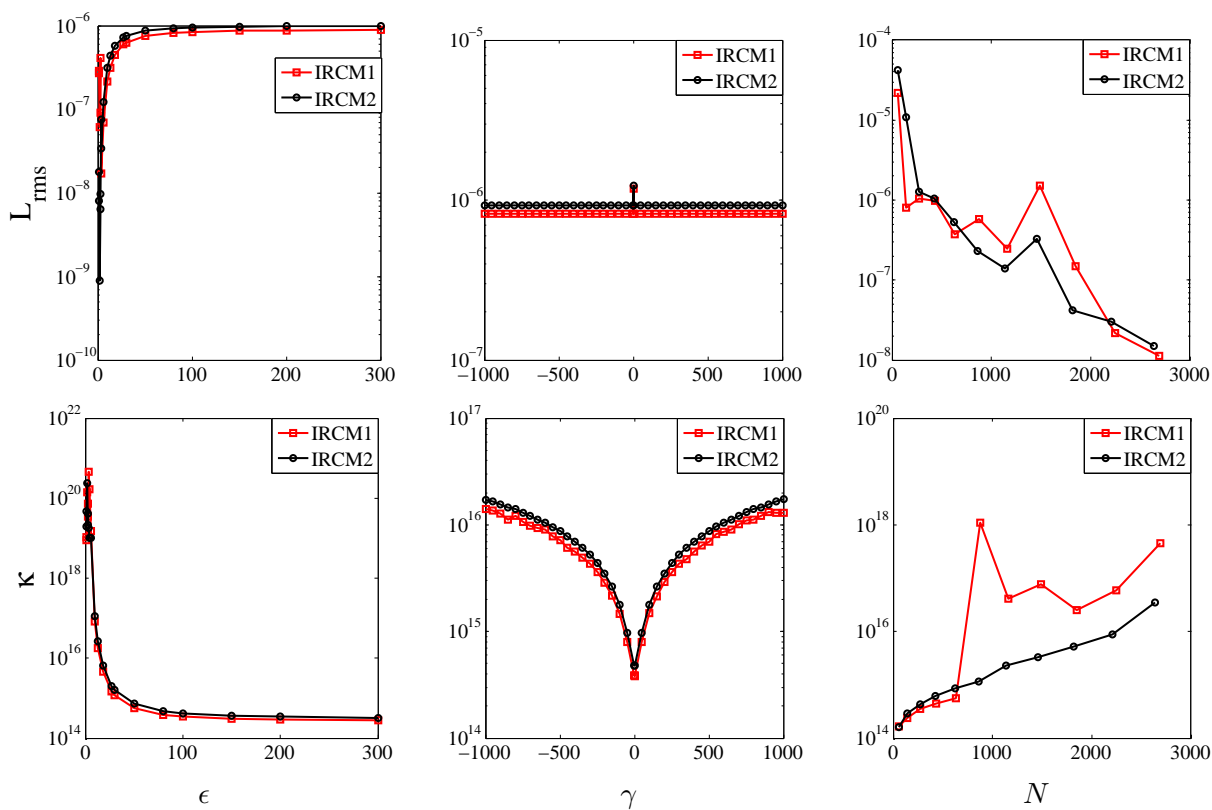 10^-6
10^-7
10^-8
10^-9
10^-10
0 100 200 300
L_rms
IRCM1
IRCM2
10^-5
10^-6
10^-7
−1000 −500 0 500 1000
IRCM1
IRCM2
10^-4
10^-5
10^-6
10^-7
10^-8
0 1000 2000 3000
IRCM1
IRCM2
10^22
10^20
10^18
10^16
10^14
0 100 200 300
κ
ϵ
IRCM1
IRCM2
10^17
10^16
10^15
10^14
−1000 −500 0 500 1000
γ
IRCM1
IRCM2
10^20
10^18
10^16
10^14
0 1000 2000 3000
N
IRCM1
IRCM2